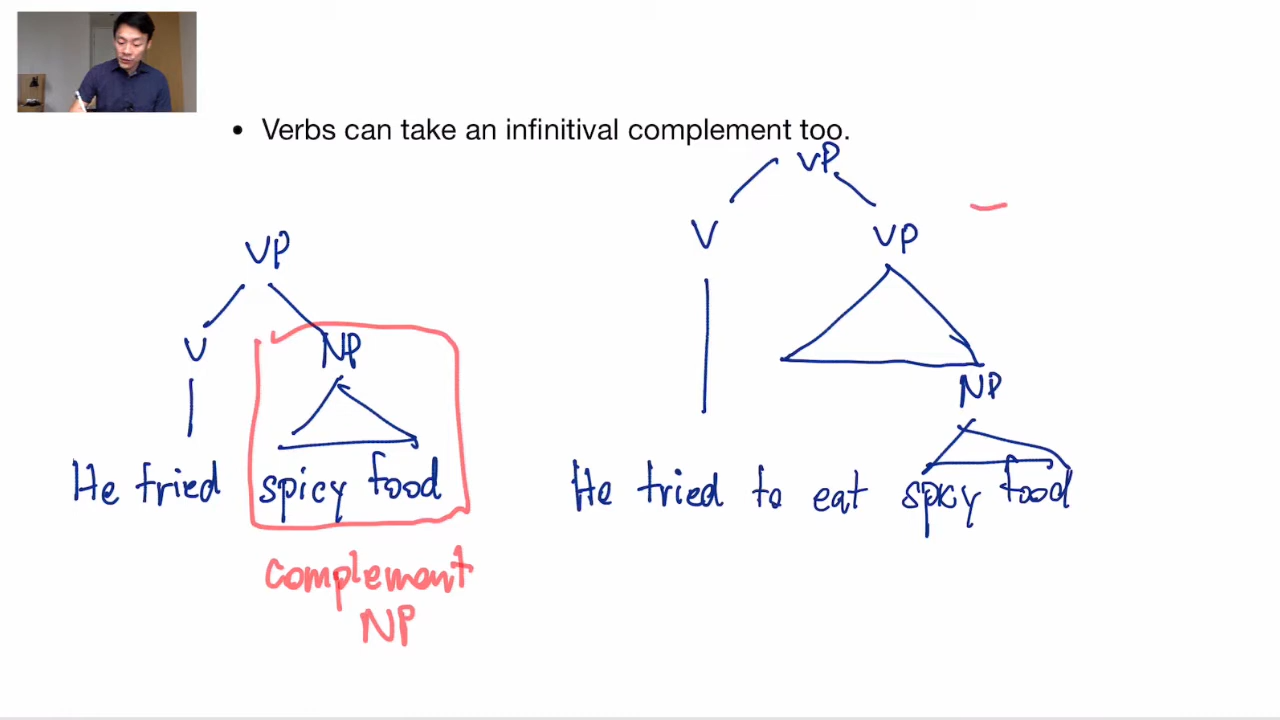 • Verbs can take an infinitival complement too.
VP
V
NP
He tried spicy food
complement
NP
VP
V
VP
NP
He tried to eat spicy food